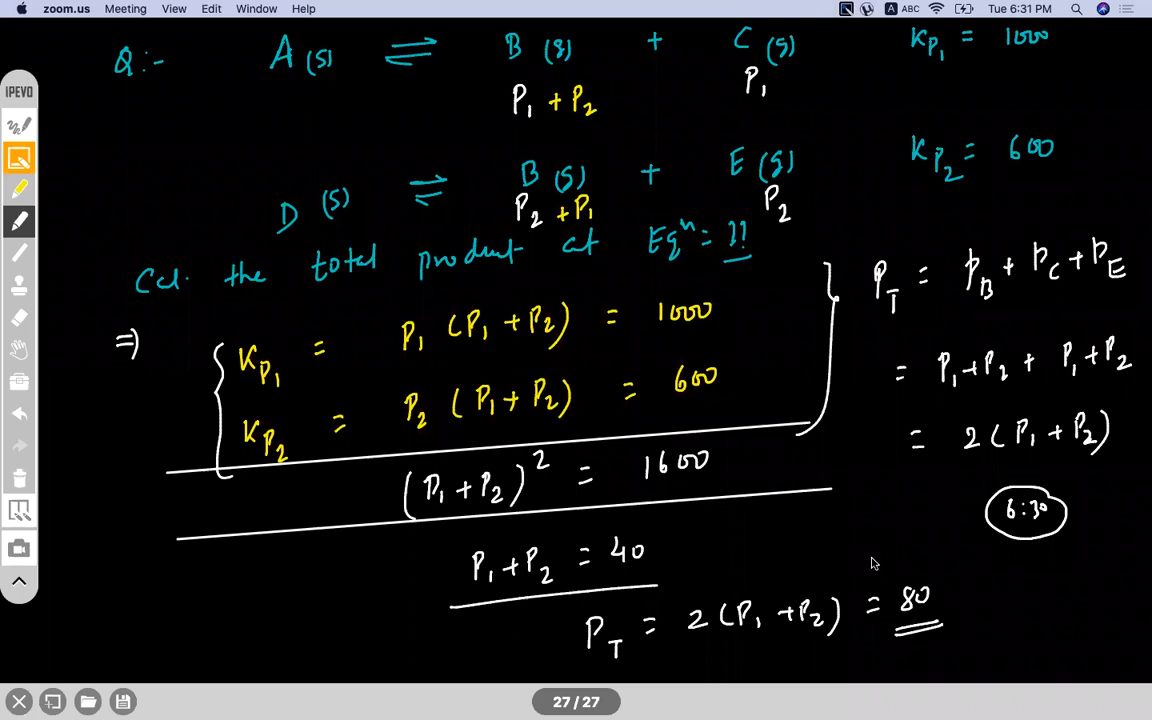 zoom.us Meeting View Edit Window Help A ABC Tue 6:31 PM
IPEVO
Q :- A (s) ⇌ B (g) + C (g) KP1 = 1000
P1 + P2 P1
D (s) ⇌ B (g) + E (g) KP2 = 600
P2 + P1 P2
Cal. the total product at Eqn = ??
PT = PB + PC + PE
⇒ KP1 = P1 (P1 + P2) = 1000
= P1 + P2 + P1 + P2
KP2 = P2 (P1 + P2) = 600
= 2 (P1 + P2)
(P1 + P2)2 = 1600
6:30
P1 + P2 = 40
PT = 2 (P1 + P2) = 80
27 / 27